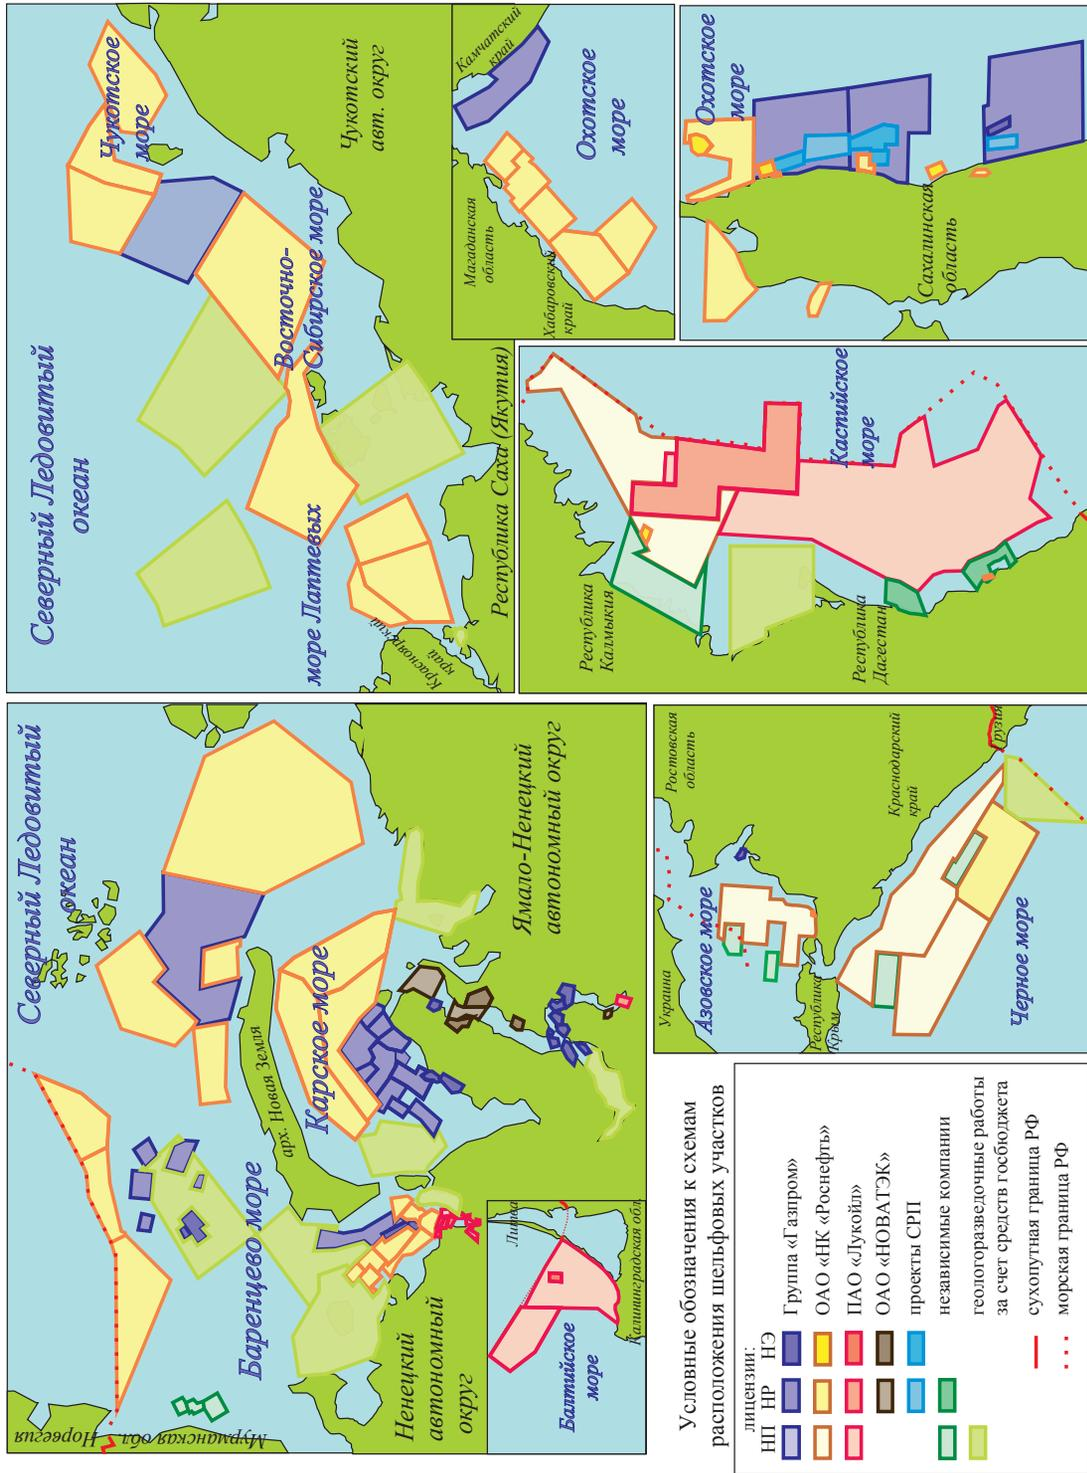 Северный Ледовитый
океан
Баренцево море
Карское море
арх. Новая Земля
Норвегия
Мурманская обл.
Ненецкий
автономный
округ
Ямало-Ненецкий
автономный округ
Балтийское
море
Литва
Калининградская обл.
Северный Ледовитый
океан
море Лаптевых
Восточно-
Сибирское море
Чукотское
море
Чукотский
авт. округ
Республика Саха (Якутия)
Красноярский
край
Камчатский
край
Магаданская
область
Хабаровский
край
Охотское
море
Охотское
море
Сахалинская
область
Республика
Калмыкия
Республика
Дагестан
Каспийское
море
Украина
Азовское море
Ростовская
область
Республика
Крым
Краснодарский
край
Грузия
Черное море
Условные обозначения к схемам
расположения шельфовых участков
лицензии:
НП НР НЭ
Группа «Газпром»
ОАО «НК «Роснефть»
ПАО «Лукойл»
ОАО «НОВАТЭК»
проекты СРП
независимые компании
геологоразведочные работы
за счет средств госбюджета
сухопутная граница РФ
морская граница РФ